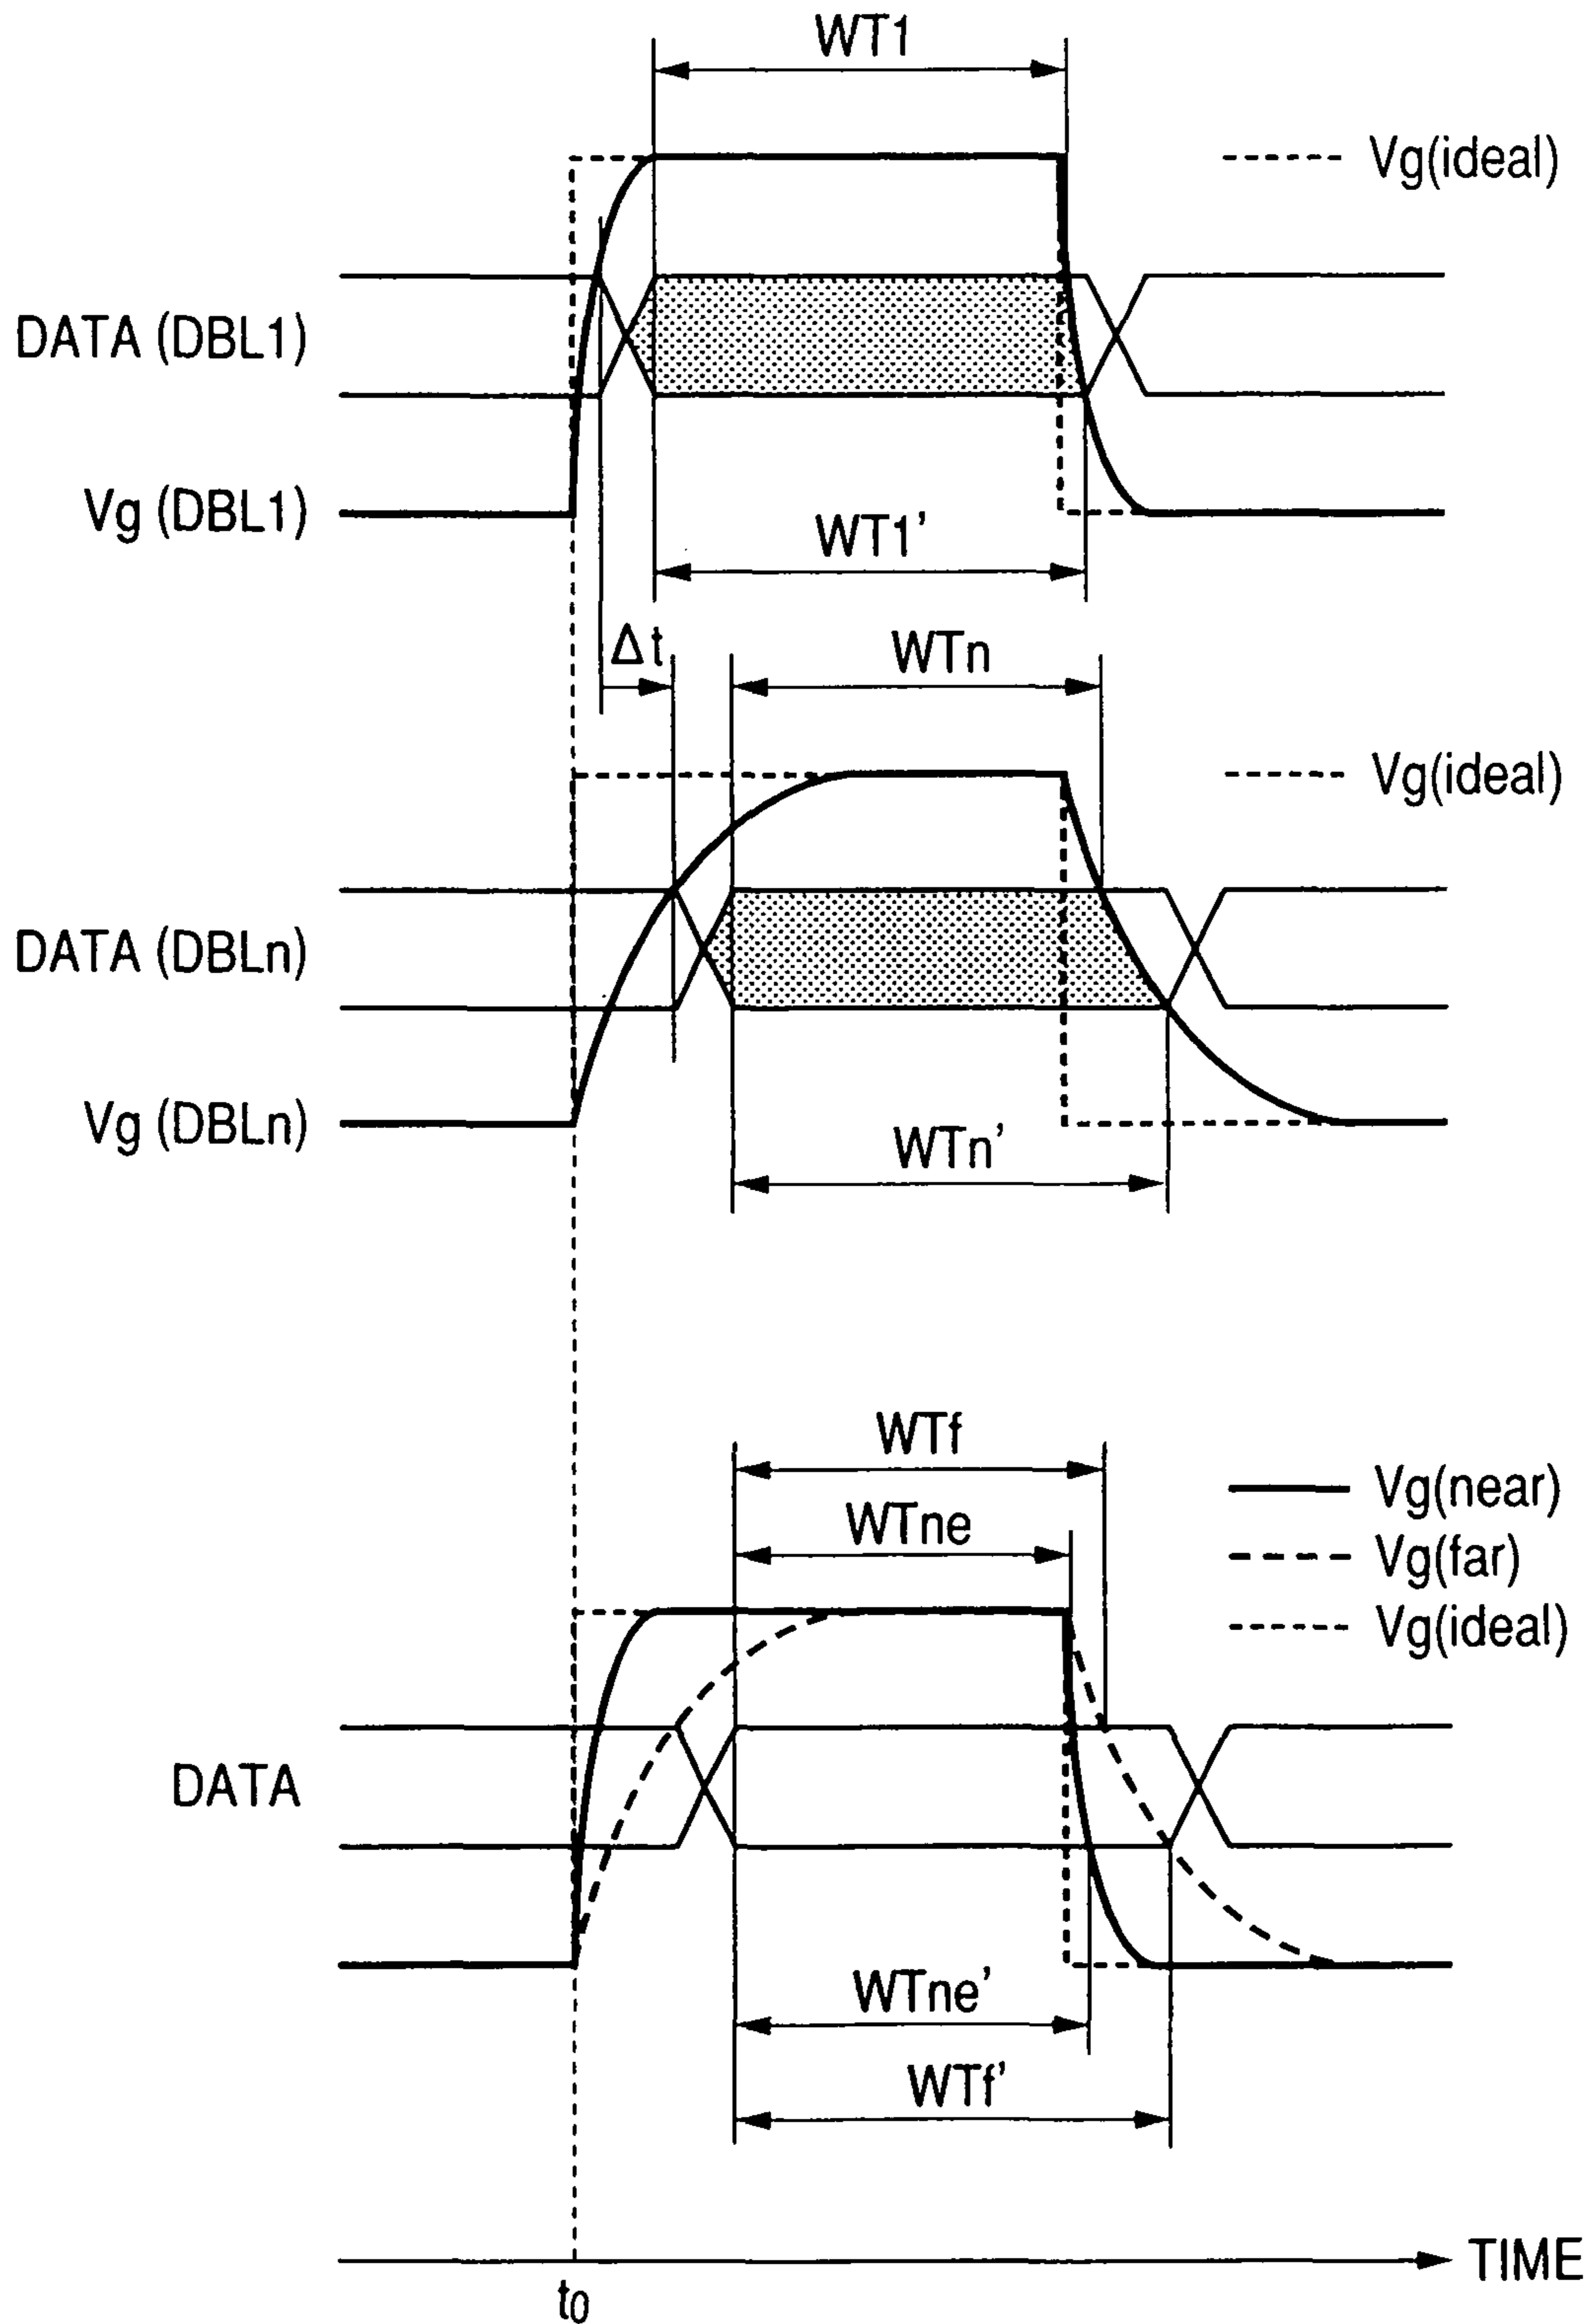 WT1
Vg(ideal)
DATA (DBL1)
Vg (DBL1)
WT1’
Δt
WTn
Vg(ideal)
DATA (DBLn)
Vg (DBLn)
WTn’
WTf
Vg(near)
WTne
Vg(far)
Vg(ideal)
DATA
WTne’
WTf’
TIME
t0